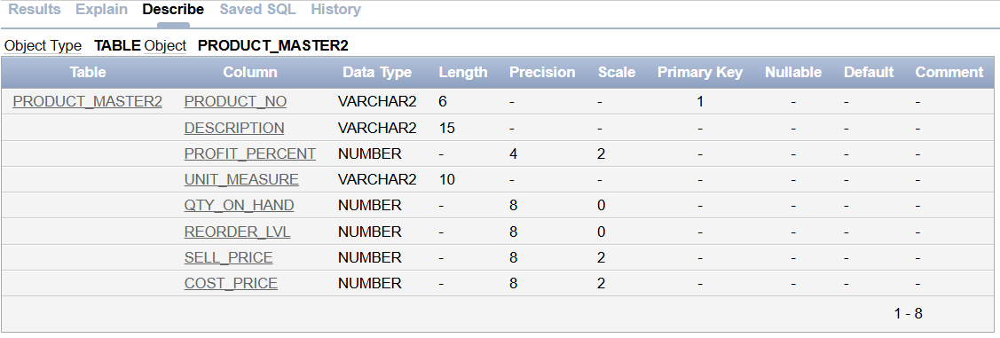 Results Explain Describe Saved SQL History
Object Type TABLE Object PRODUCT_MASTER2
Table Column Data Type Length Precision Scale Primary Key Nullable Default Comment
PRODUCT_MASTER2 PRODUCT_NO VARCHAR2 6 - - 1 - - -
DESCRIPTION VARCHAR2 15 - - - - - -
PROFIT_PERCENT NUMBER - 4 2 - - - -
UNIT_MEASURE VARCHAR2 10 - - - - - -
QTY_ON_HAND NUMBER - 8 0 - - - -
REORDER_LVL NUMBER - 8 0 - - - -
SELL_PRICE NUMBER - 8 2 - - - -
COST_PRICE NUMBER - 8 2 - - - -
1 - 8